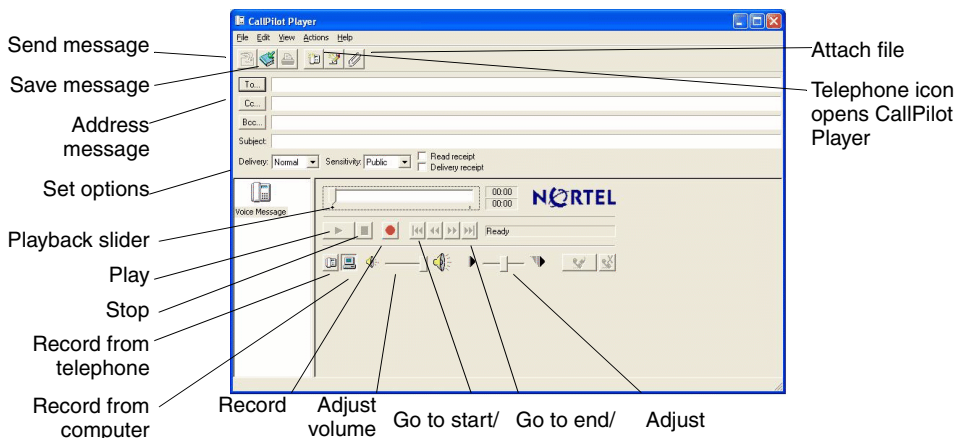 CallPilot Player
File Edit View Actions Help
To...
Cc...
Bcc...
Subject:
Delivery: Normal Sensitivity: Public Read receipt
Delivery receipt
Voice Message
00:00
00:00
NORTEL
Ready
Send message
Save message
Address
message
Set options
Playback slider
Play
Stop
Record from
telephone
Record from
computer
Record
Adjust
volume
Go to start/
Go to end/
Adjust
Attach file
Telephone icon
opens CallPilot
Player